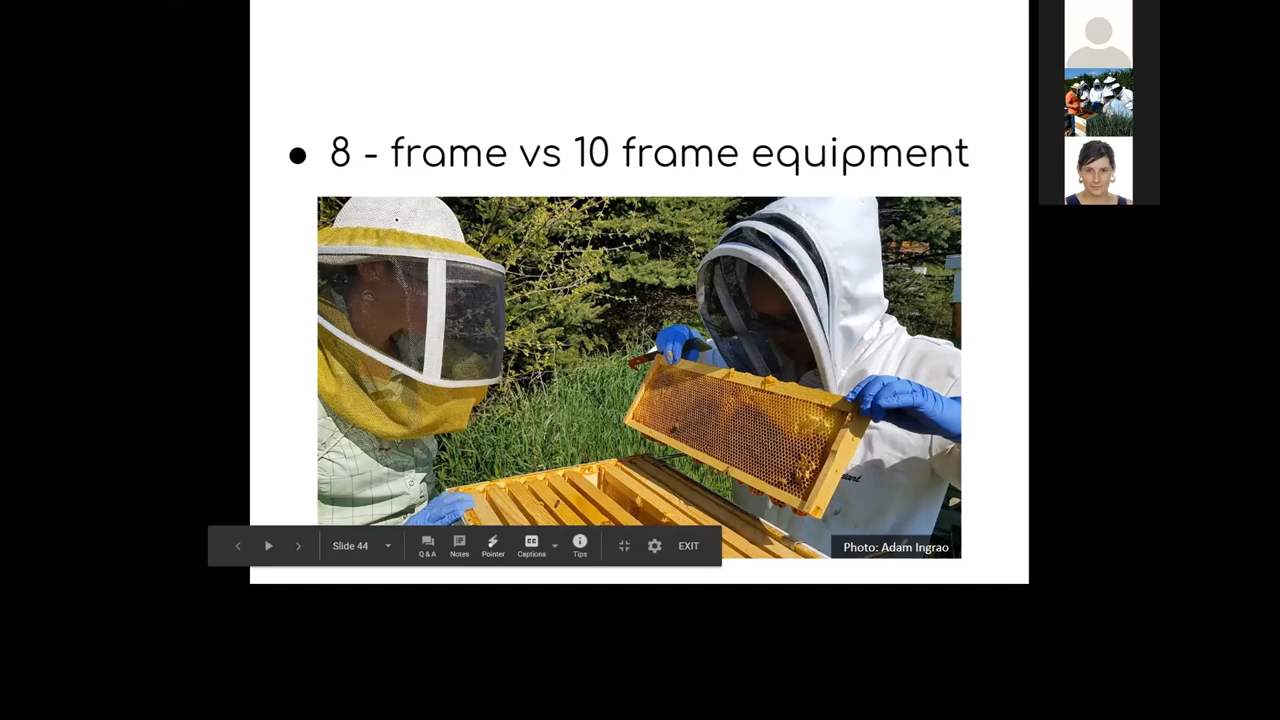 ● 8 - frame vs 10 frame equipment
Photo: Adam Ingrao
Slide 44
Q & A
Notes
Pointer
Captions
Tips
EXIT